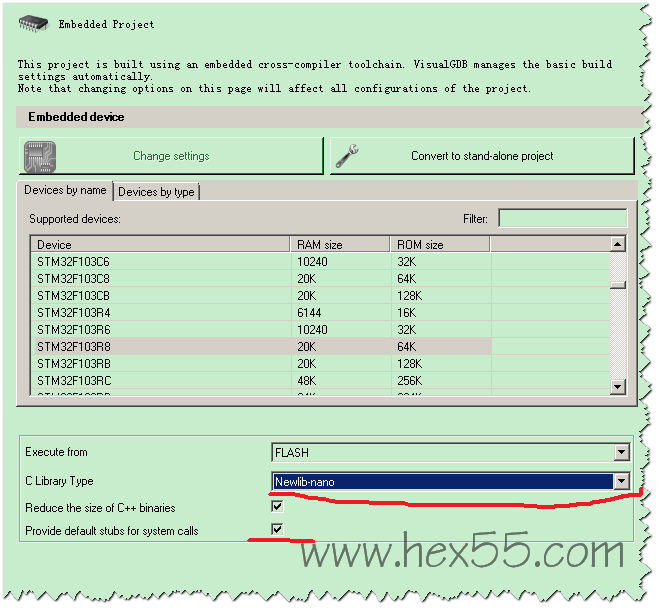 Embedded Project
This project is built using an embedded cross-compiler toolchain. VisualGDB manages the basic build
settings automatically.
Note that changing options on this page will affect all configurations of the project.
Embedded device
Change settings
Convert to stand-alone project
Devices by name
Devices by type
Supported devices:
Filter:
Device RAM size ROM size
STM32F103C6 10240 32K
STM32F103C8 20K 64K
STM32F103CB 20K 128K
STM32F103R4 6144 16K
STM32F103R6 10240 32K
STM32F103R8 20K 64K
STM32F103RB 20K 128K
STM32F103RC 48K 256K
Execute from FLASH
C Library Type Newlib-nano
Reduce the size of C++ binaries
Provide default stubs for system calls
www.hex55.com